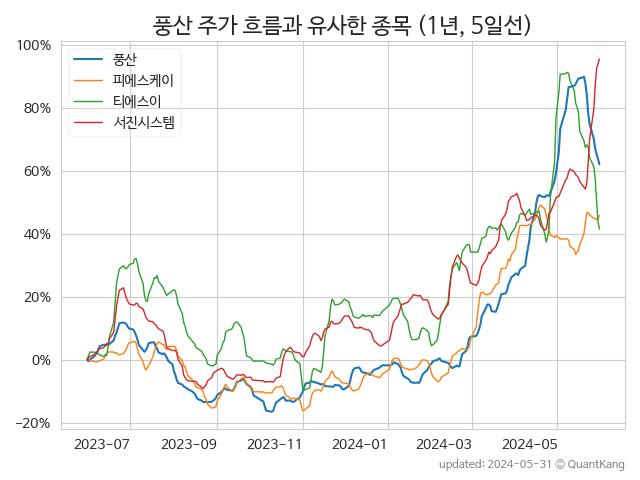 풍산 주가 흐름과 유사한 종목 (1년, 5일선)
100%
80%
60%
40%
20%
0%
−20%
풍산
피에스케이
티에스이
서진시스템
2023-07
2023-09
2023-11
2024-01
2024-03
2024-05
updated: 2024-05-31 © QuantKang